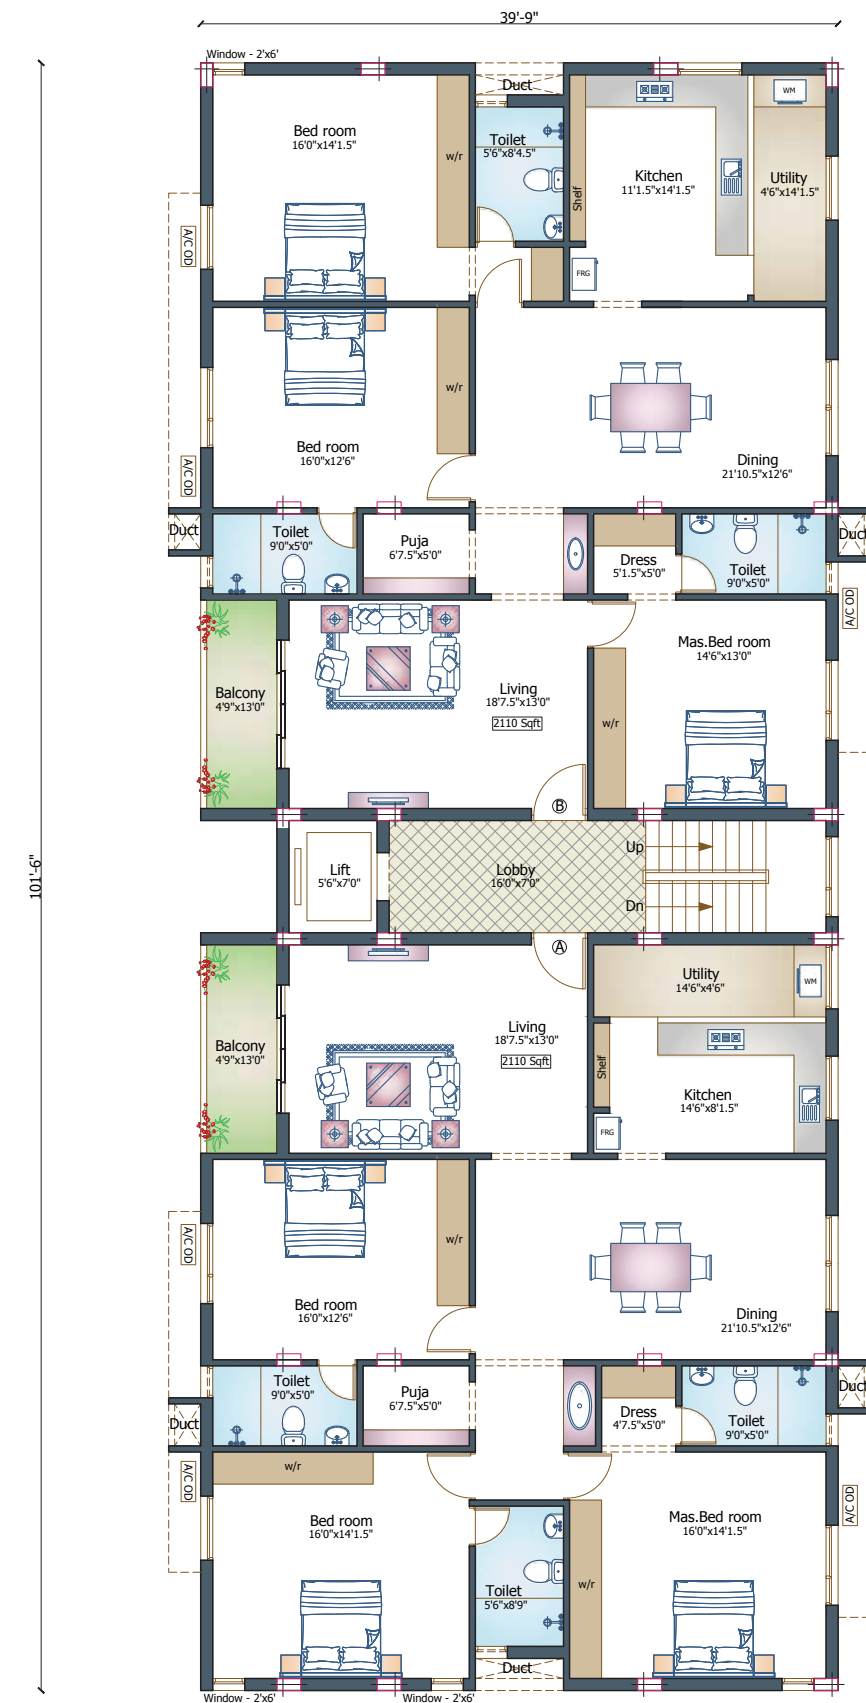 39'-9"
Window - 2'x6'
Duct
Bed room
16'0"x14'1.5"
w/r
Toilet
5'6"x8'4.5"
WM
Kitchen
11'1.5"x14'1.5"
Utility
4'6"x14'1.5"
Shelf
A/C OD
FRG
w/r
Bed room
16'0"x12'6"
A/C OD
Dining
21'10.5"x12'6"
Duct
Toilet
9'0"x5'0"
Puja
6'7.5"x5'0"
Dress
5'1.5"x5'0"
Toilet
9'0"x5'0"
Duct
A/C OD
Mas.Bed room
14'6"x13'0"
Balcony
4'9"x13'0"
Living
18'7.5"x13'0"
2110 Sqft
w/r
B
Up
Lift
5'6"x7'0"
Lobby
16'0"x7'0"
Dn
101'-6"
A
Utility
14'6"x4'6"
WM
Living
18'7.5"x13'0"
2110 Sqft
Balcony
4'9"x13'0"
Shelf
Kitchen
14'6"x8'1.5"
FRG
A/C OD
w/r
Bed room
16'0"x12'6"
Dining
21'10.5"x12'6"
Toilet
9'0"x5'0"
Puja
6'7.5"x5'0"
Duct
Dress
4'7.5"x5'0"
Toilet
9'0"x5'0"
Duct
w/r
A/C OD
A/C OD
Bed room
16'0"x14'1.5"
Mas.Bed room
16'0"x14'1.5"
w/r
Toilet
5'6"x8'9"
Duct
Window - 2'x6'
Window - 2'x6'